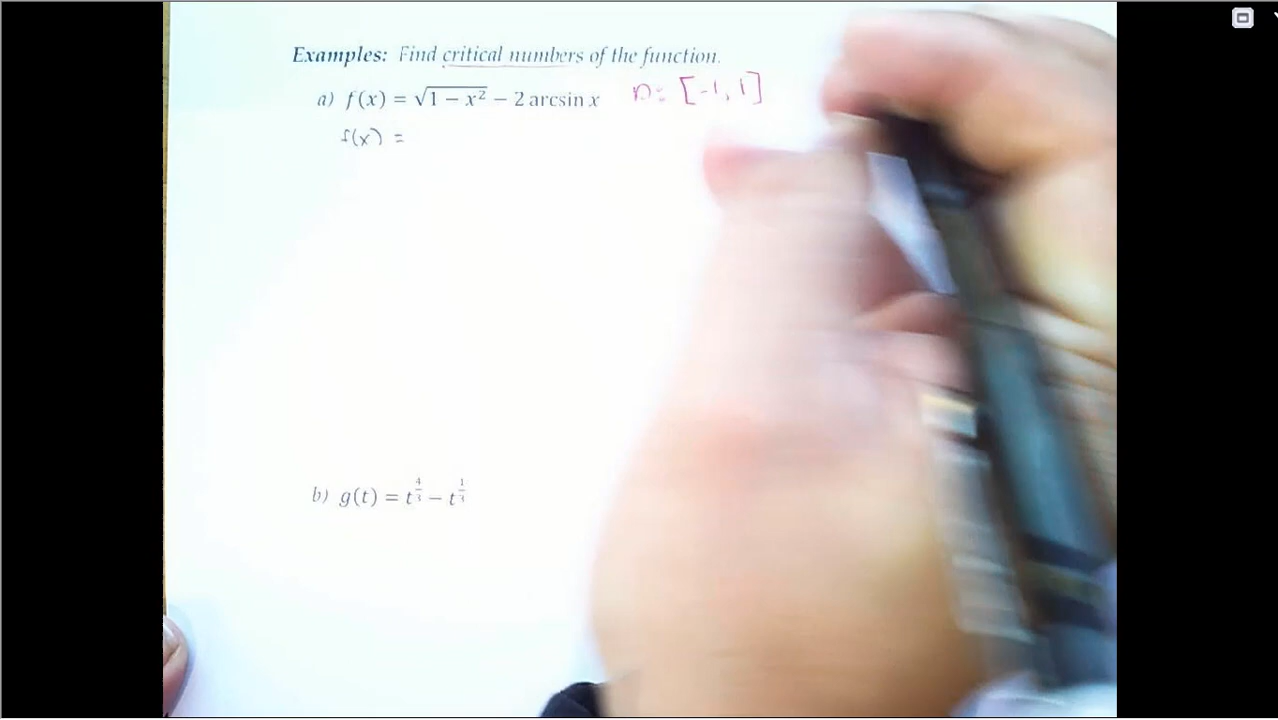 Examples: Find critical numbers of the function.
a) f(x) = √1 − x² − 2 arcsin x D: [-1, 1]
f(x) =
b) g(t) = t^{4/3} − t^{1/3}